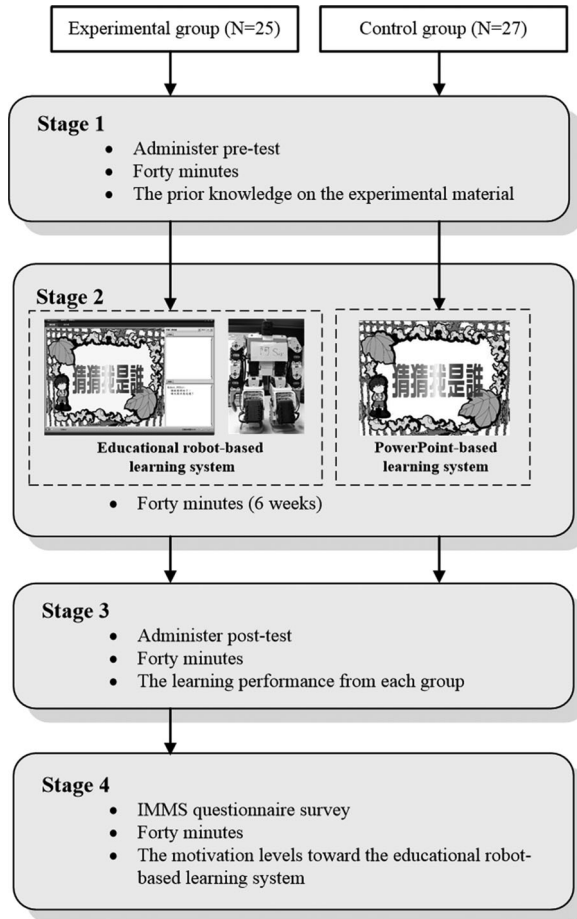 Experimental group (N=25)
Control group (N=27)
Stage 1
• Administer pre-test
• Forty minutes
• The prior knowledge on the experimental material
Stage 2
猜猜我是誰
Educational robot-based
learning system
猜猜我是誰
PowerPoint-based
learning system
• Forty minutes (6 weeks)
Stage 3
• Administer post-test
• Forty minutes
• The learning performance from each group
Stage 4
• IMMS questionnaire survey
• Forty minutes
• The motivation levels toward the educational robot-
based learning system